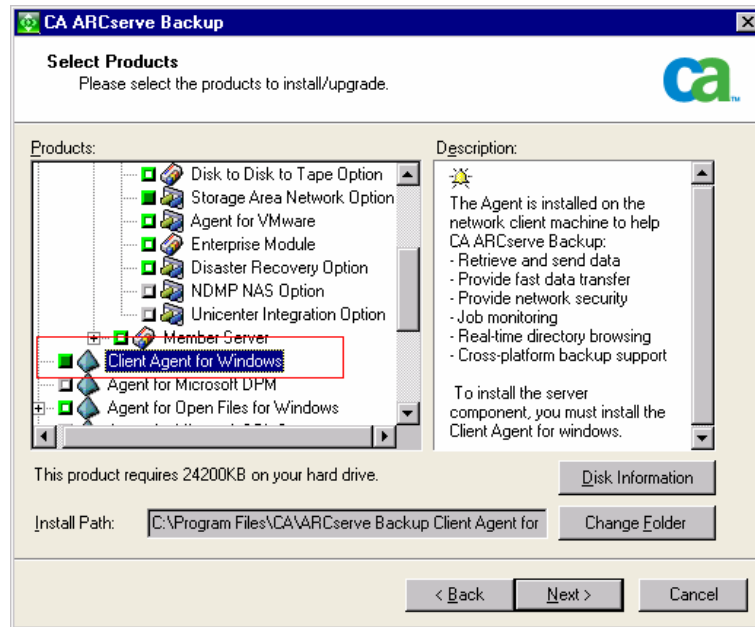 CA ARCserve Backup
Select Products
Please select the products to install/upgrade.
ca
Products:
Disk to Disk to Tape Option
Storage Area Network Option
Agent for VMware
Enterprise Module
Disaster Recovery Option
NDMP NAS Option
Unicenter Integration Option
Member Server
Client Agent for Windows
Agent for Microsoft DPM
Agent for Open Files for Windows
Description:
The Agent is installed on the
network client machine to help
CA ARCserve Backup:
- Retrieve and send data
- Provide fast data transfer
- Provide network security
- Job monitoring
- Real-time directory browsing
- Cross-platform backup support
To install the server
component, you must install the
Client Agent for windows.
This product requires 24200KB on your hard drive.
Disk Information
Install Path:
C:\Program Files\CA\ARCserve Backup Client Agent for
Change Folder
< Back
Next >
Cancel